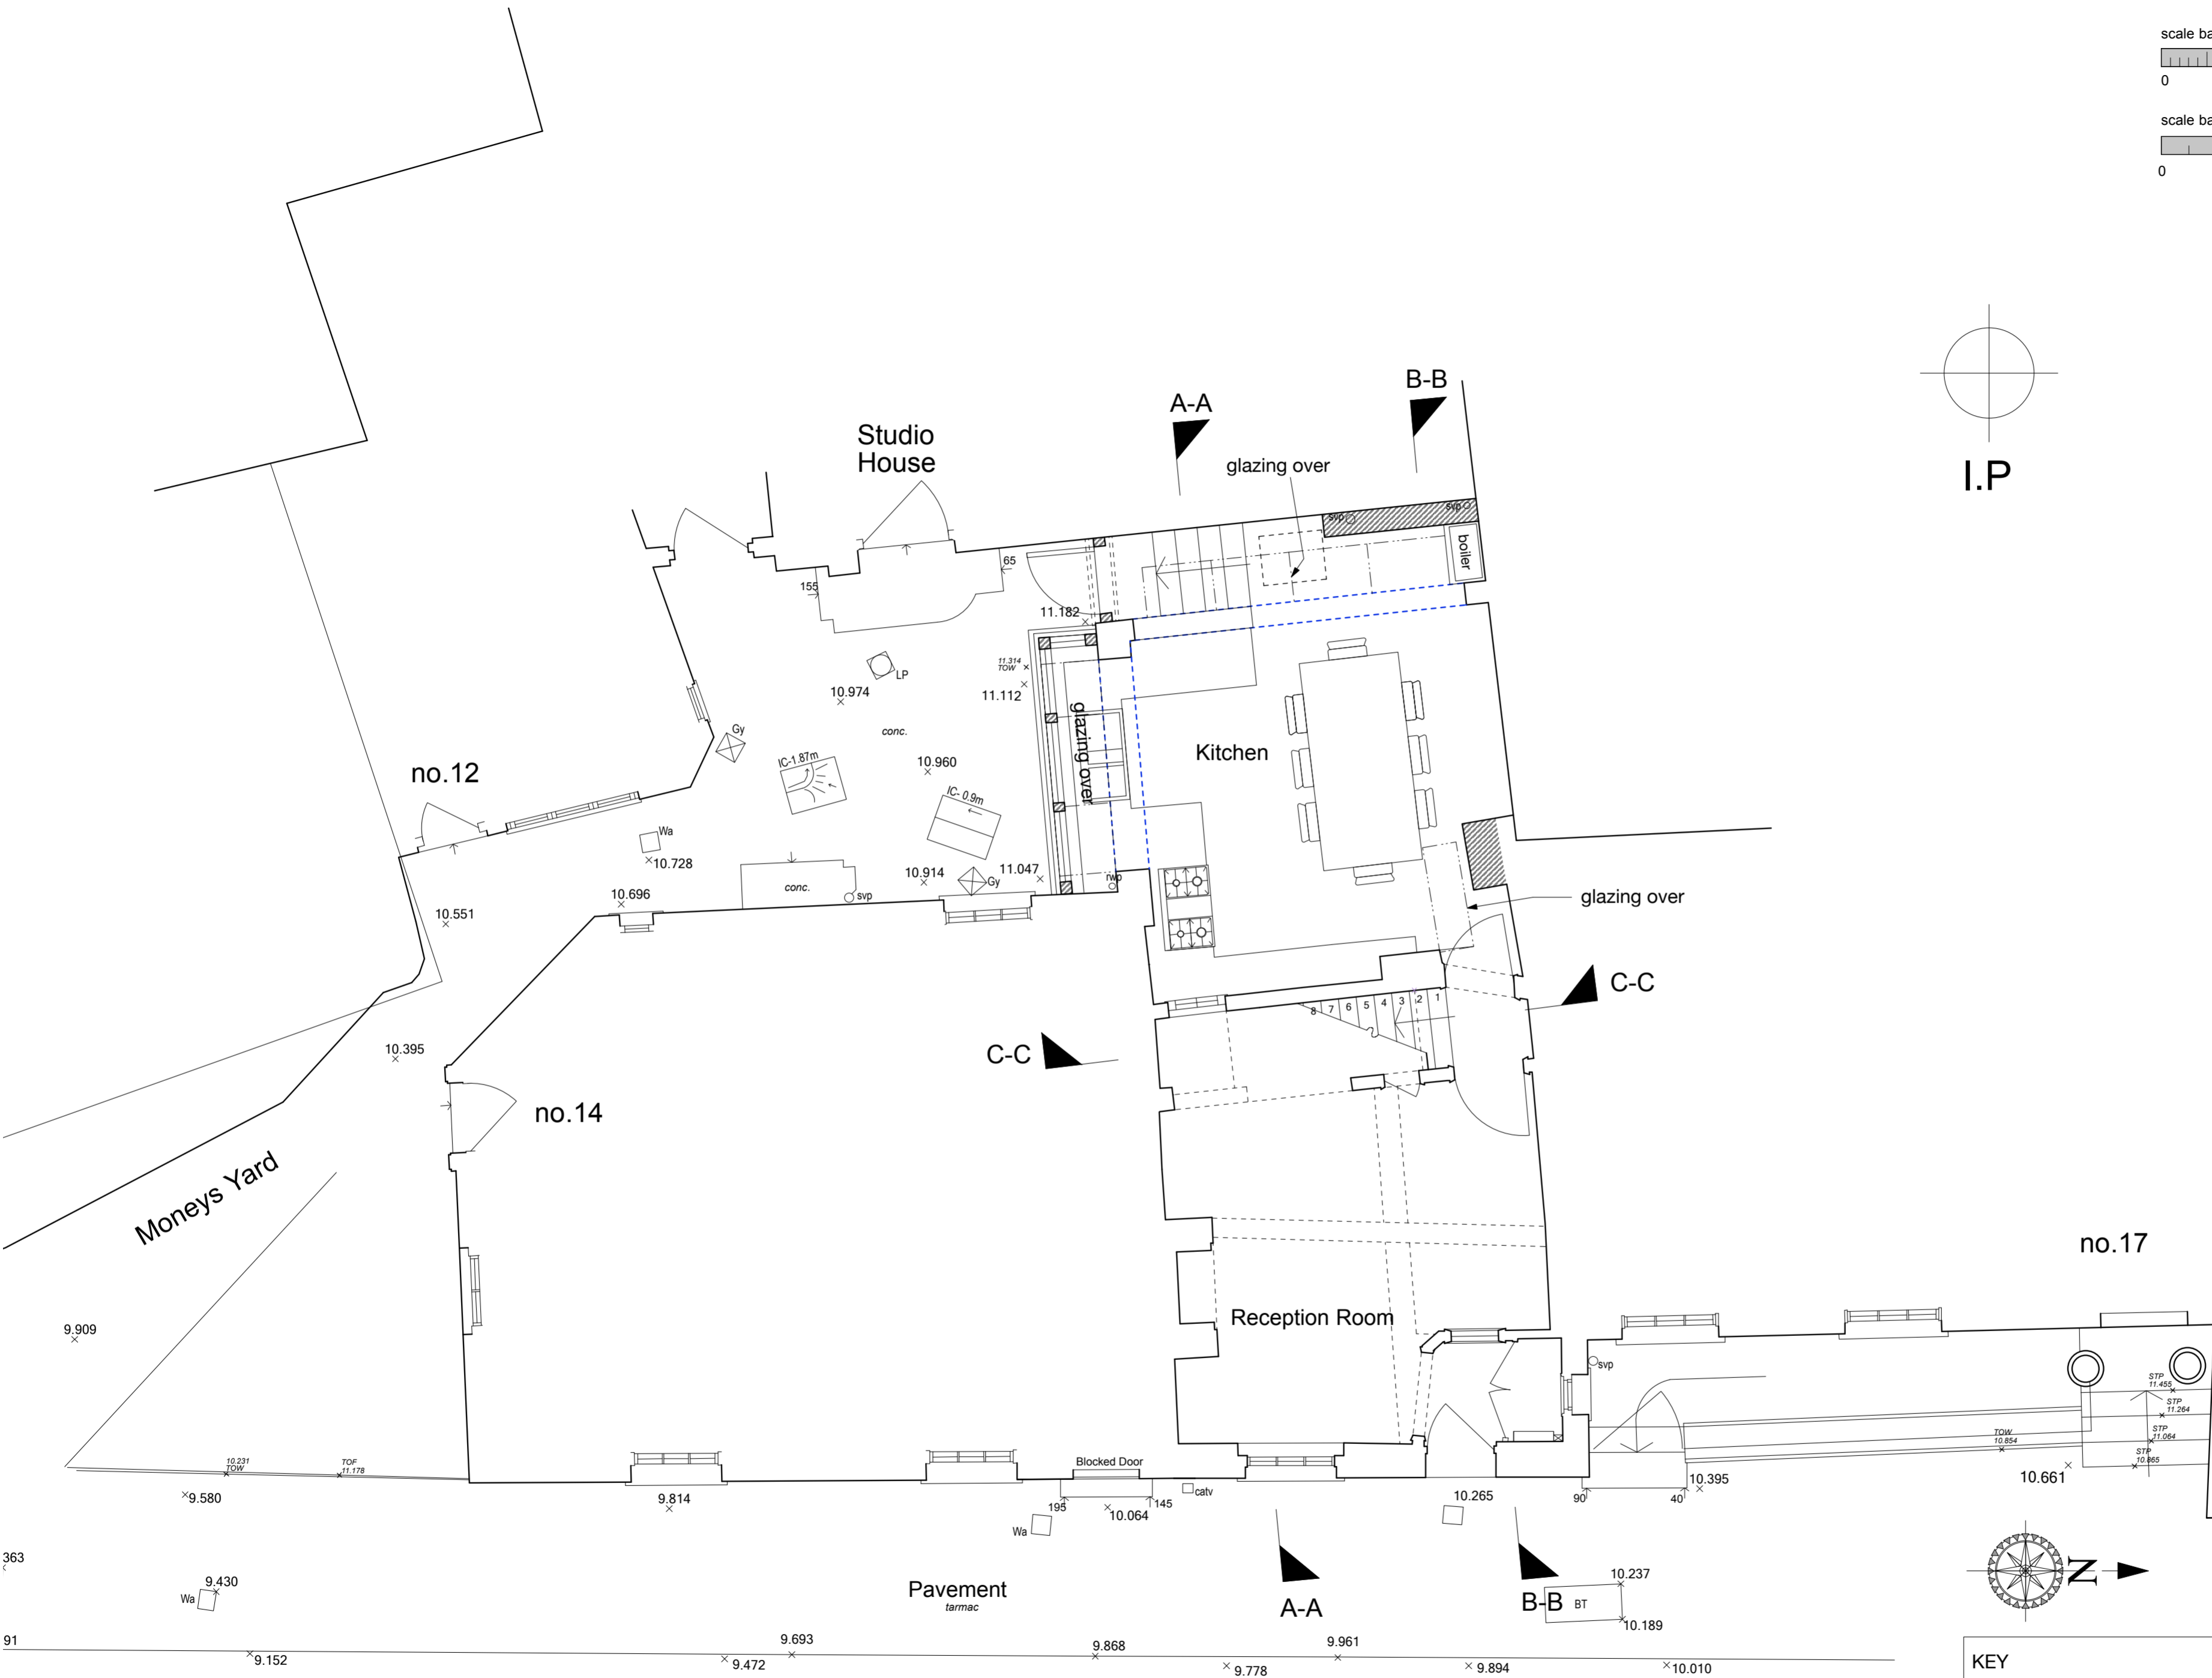 scale ba
0
scale ba
0
I.P
A-A
B-B
Studio
House
glazing over
svp
svp
boiler
155
65
11.182
11.314
TOW
11.112
LP
10.974
conc.
glazing over
Kitchen
Gy
no.12
IC-1.87m
10.960
IC- 0.9m
Wa
10.728
10.914
Gy
11.047
rwp
conc.
svp
10.696
10.551
glazing over
C-C
8
7
6
5
4
3
2
1
10.395
C-C
no.14
Moneys Yard
no.17
Reception Room
9.909
svp
STP
11.455
STP
11.264
STP
11.064
STP
10.865
TOW
10.854
10.661
10.231
TOW
TOF
11.178
Blocked Door
9.580
9.814
195
10.064
145
catv
10.265
90
40
10.395
Wa
363
Wa
9.430
Pavement
tarmac
A-A
B-B
BT
10.237
10.189
N
91
9.152
9.472
9.693
9.868
9.778
9.961
9.894
10.010
KEY